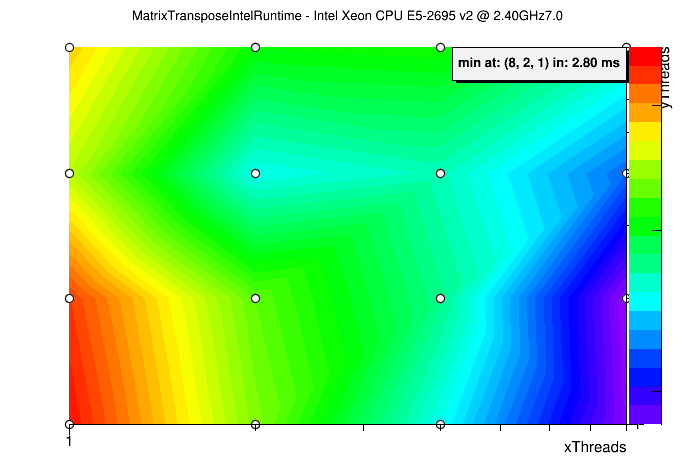 MatrixTransposeIntelRuntime - Intel Xeon CPU E5-2695 v2 @ 2.40GHz7.0
min at: (8, 2, 1) in: 2.80 ms
yThreads
1
xThreads